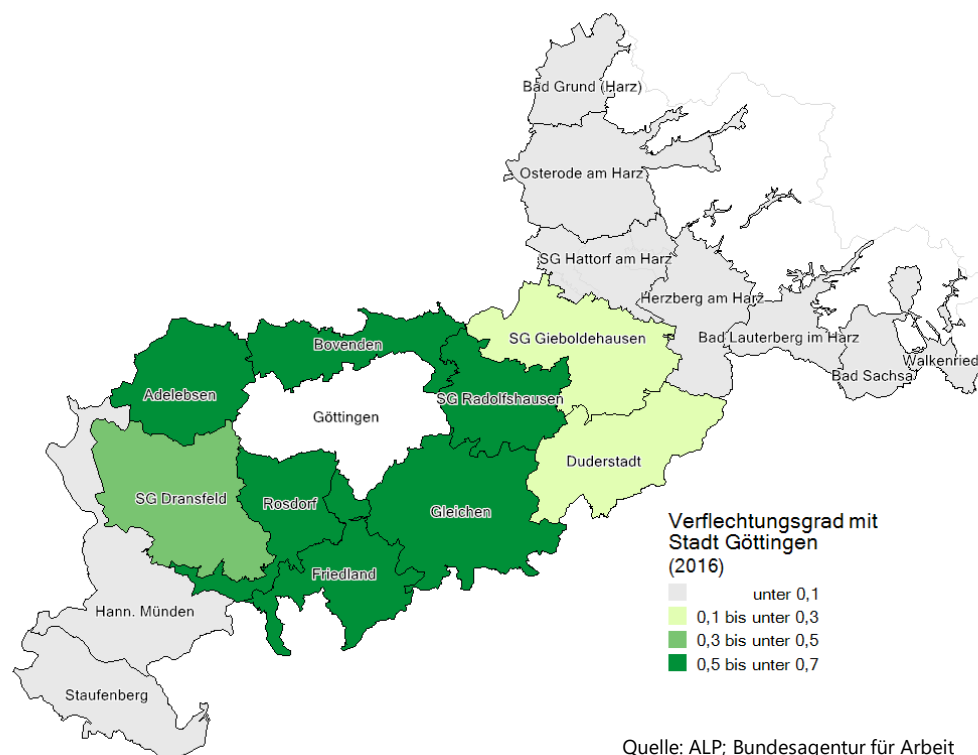 Bad Grund (Harz)
Osterode am Harz
SG Hattorf am Harz
Herzberg am Harz
Bad Lauterberg im Harz
Walkenried
Bad Sachsa
SG Gieboldehausen
Bovenden
Adelebsen
SG Radolfshausen
Göttingen
Duderstadt
SG Dransfeld
Rosdorf
Gleichen
Friedland
Hann. Münden
Staufenberg
Verflechtungsgrad mit
Stadt Göttingen
(2016)
unter 0,1
0,1 bis unter 0,3
0,3 bis unter 0,5
0,5 bis unter 0,7
Quelle: ALP; Bundesagentur für Arbeit